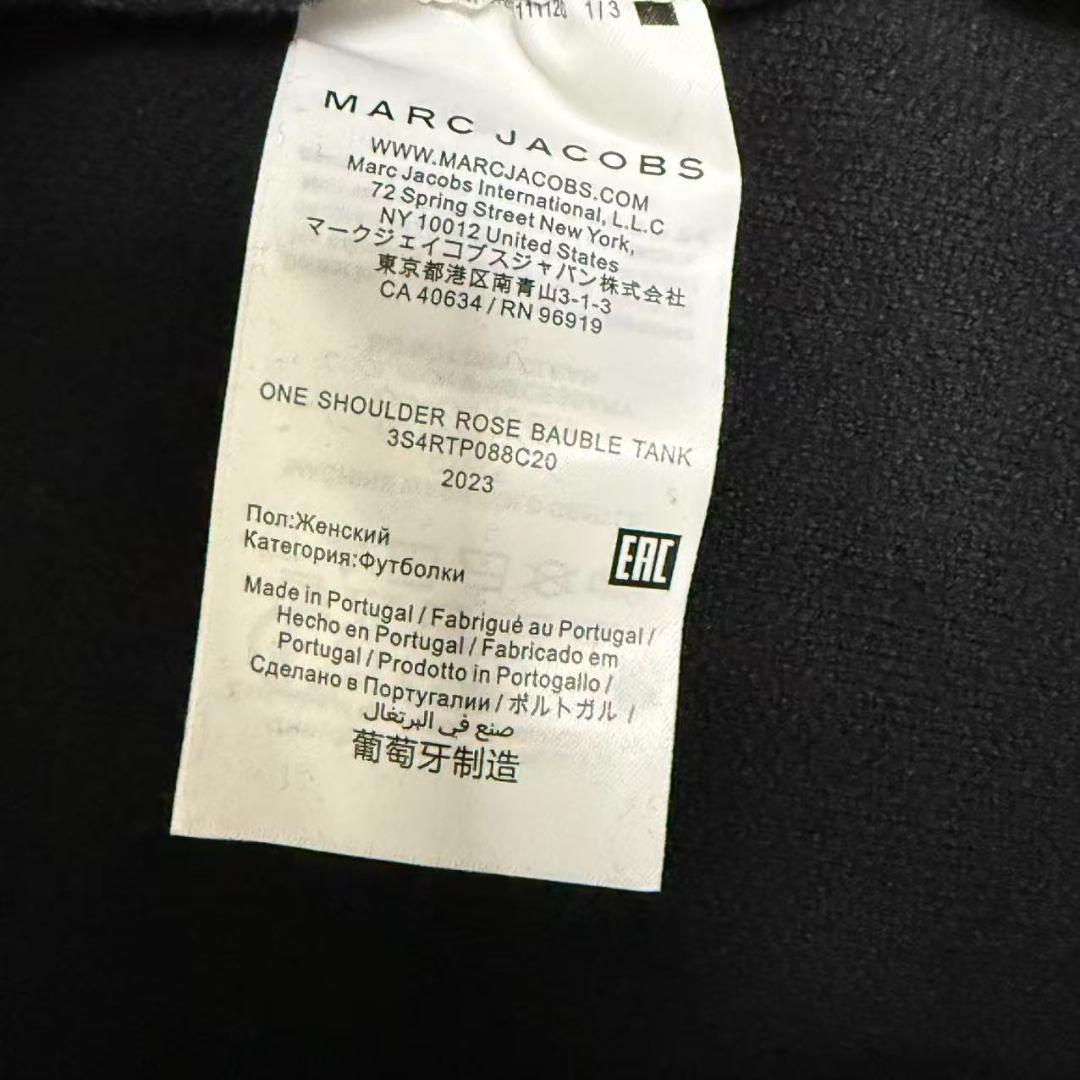 111120 1/3
MARC JACOBS
WWW.MARCJACOBS.COM
Marc Jacobs International, L.L.C
72 Spring Street New York,
NY 10012 United States
マークジェイコブスジャパン株式会社
東京都港区南青山3-1-3
CA 40634 / RN 96919
ONE SHOULDER ROSE BAUBLE TANK
3S4RTP088C20
2023
Пол:Женский
Категория:Футболки
EAC
Made in Portugal / Fabriqué au Portugal /
Hecho en Portugal / Fabricado em
Portugal / Prodotto in Portogallo /
Сделано в Португалии / ポルトガル /
صنع في البرتغال
葡萄牙制造